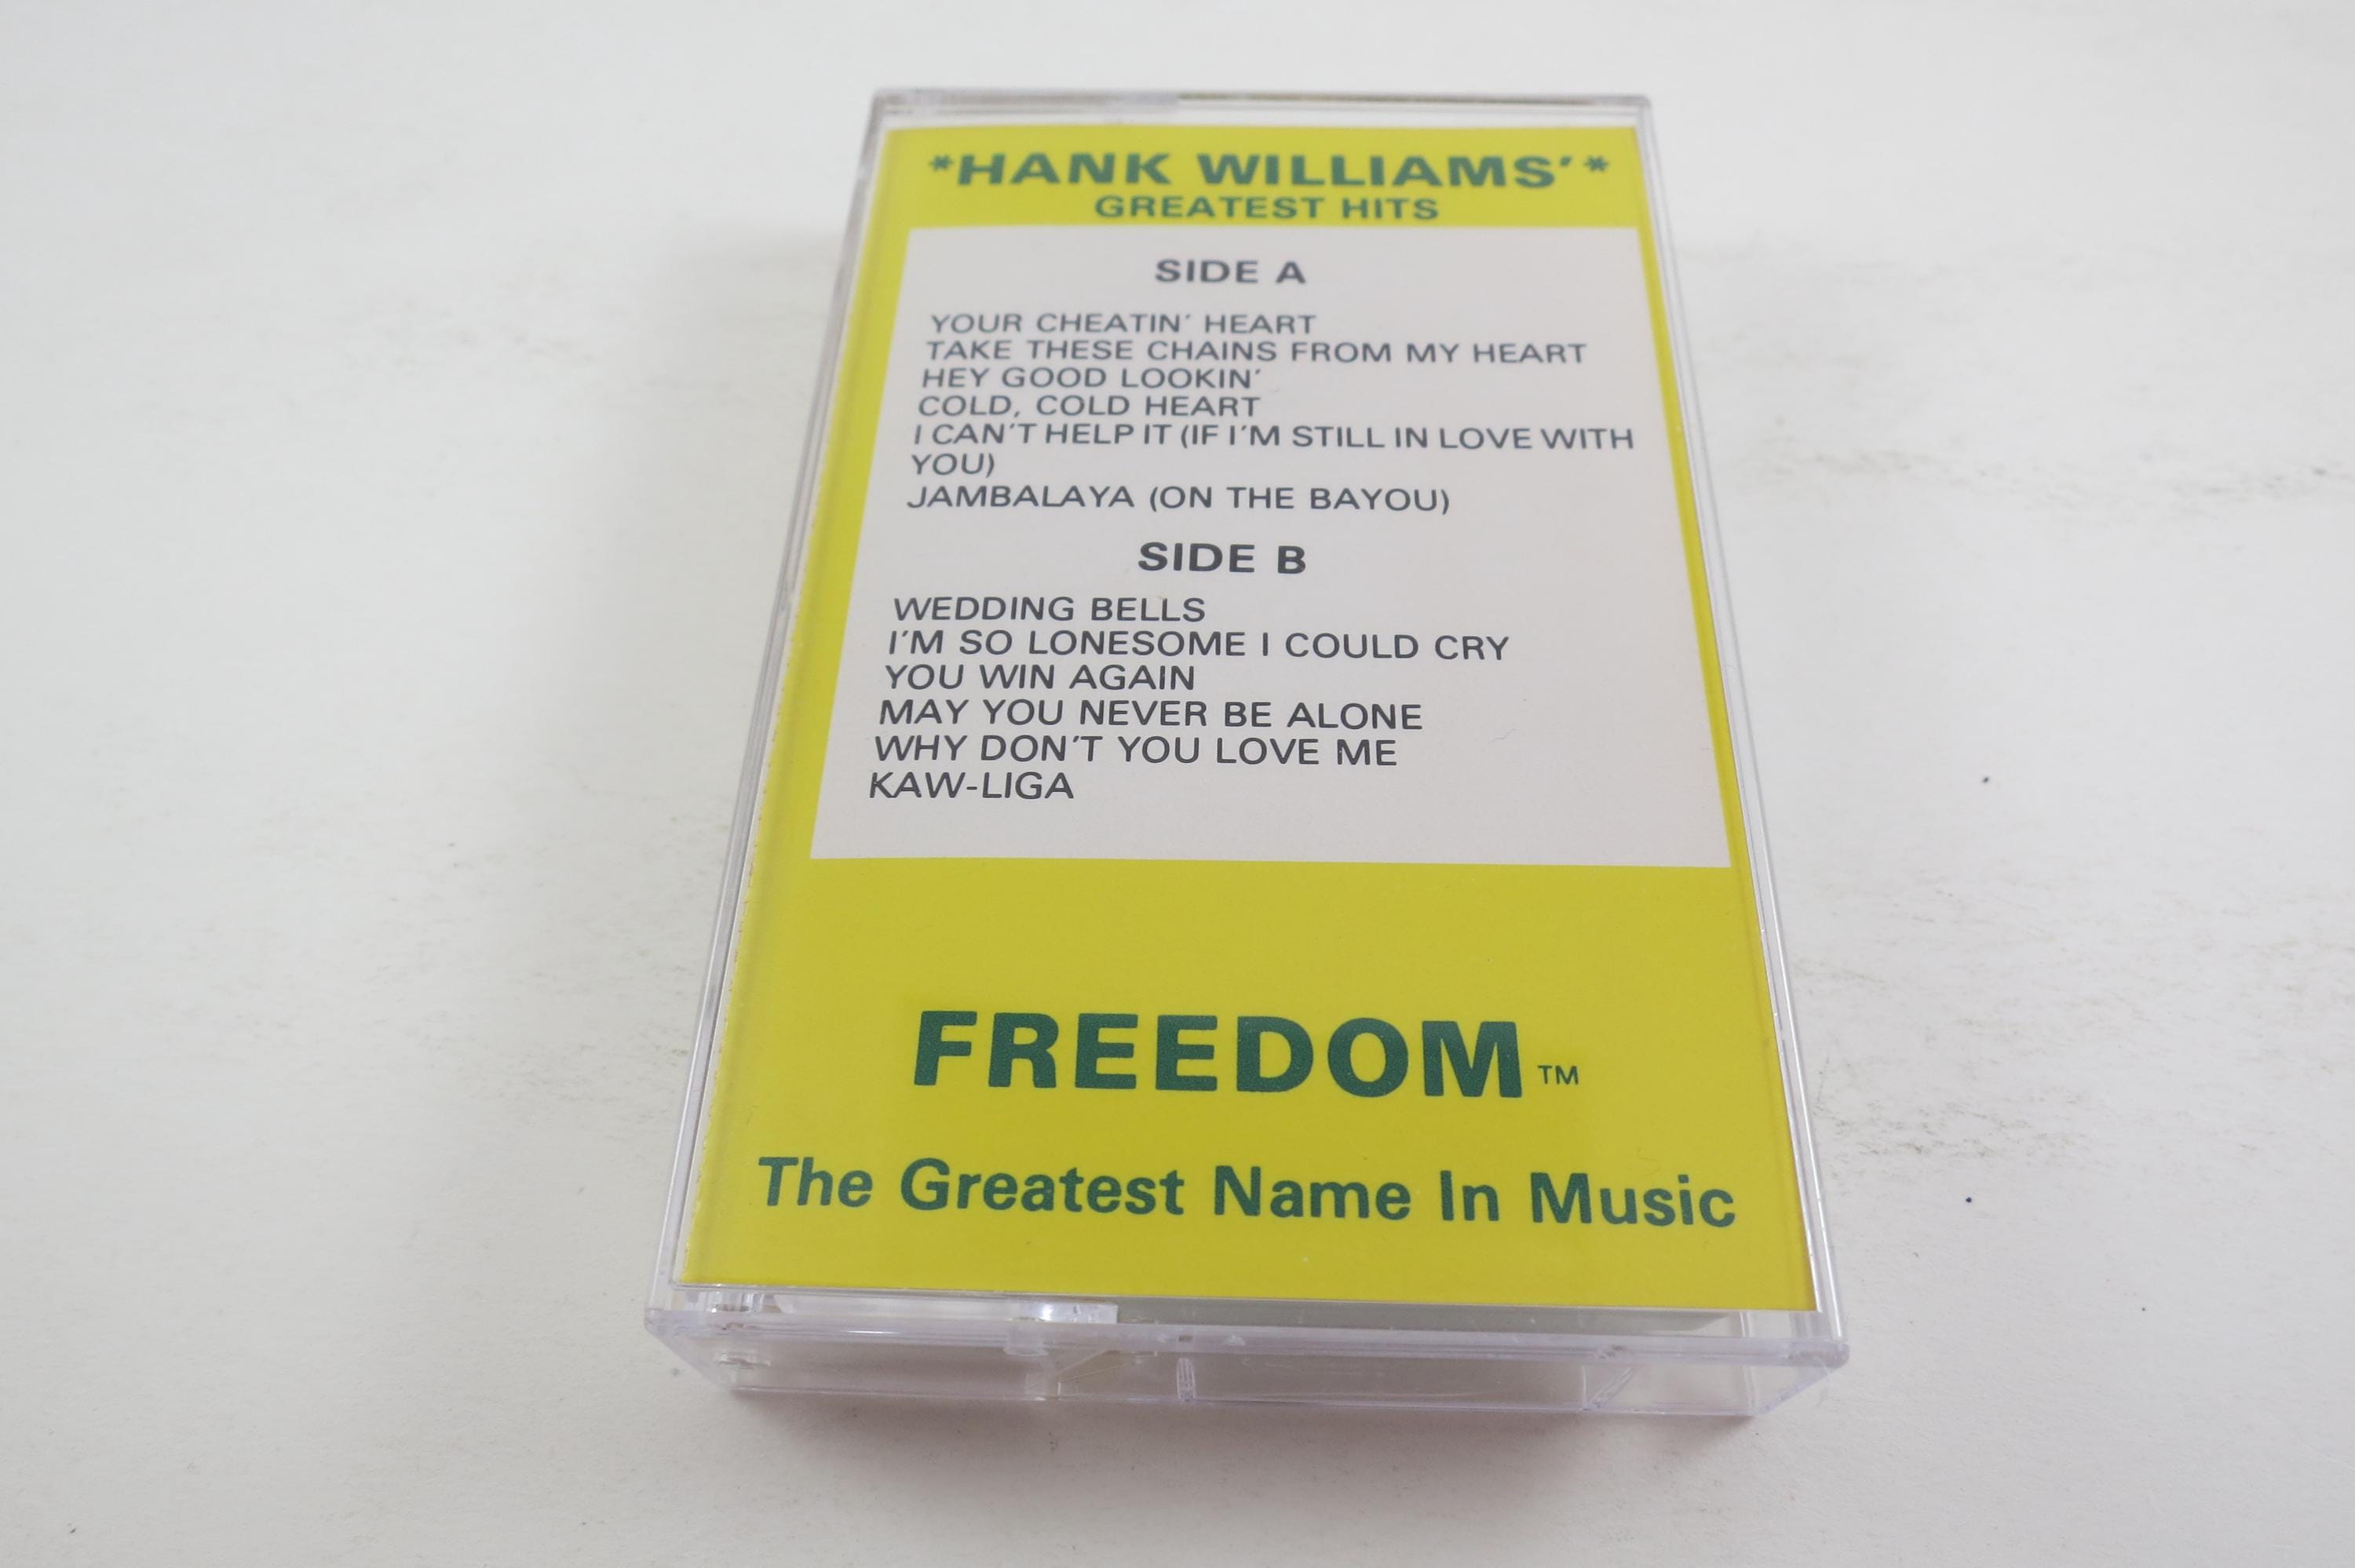 *HANK WILLIAMS'*
GREATEST HITS
SIDE A
YOUR CHEATIN' HEART
TAKE THESE CHAINS FROM MY HEART
HEY GOOD LOOKIN'
COLD, COLD HEART
I CAN'T HELP IT (IF I'M STILL IN LOVE WITH
YOU)
JAMBALAYA (ON THE BAYOU)
SIDE B
WEDDING BELLS
I'M SO LONESOME I COULD CRY
YOU WIN AGAIN
MAY YOU NEVER BE ALONE
WHY DON'T YOU LOVE ME
KAW-LIGA
FREEDOM TM
The Greatest Name In Music